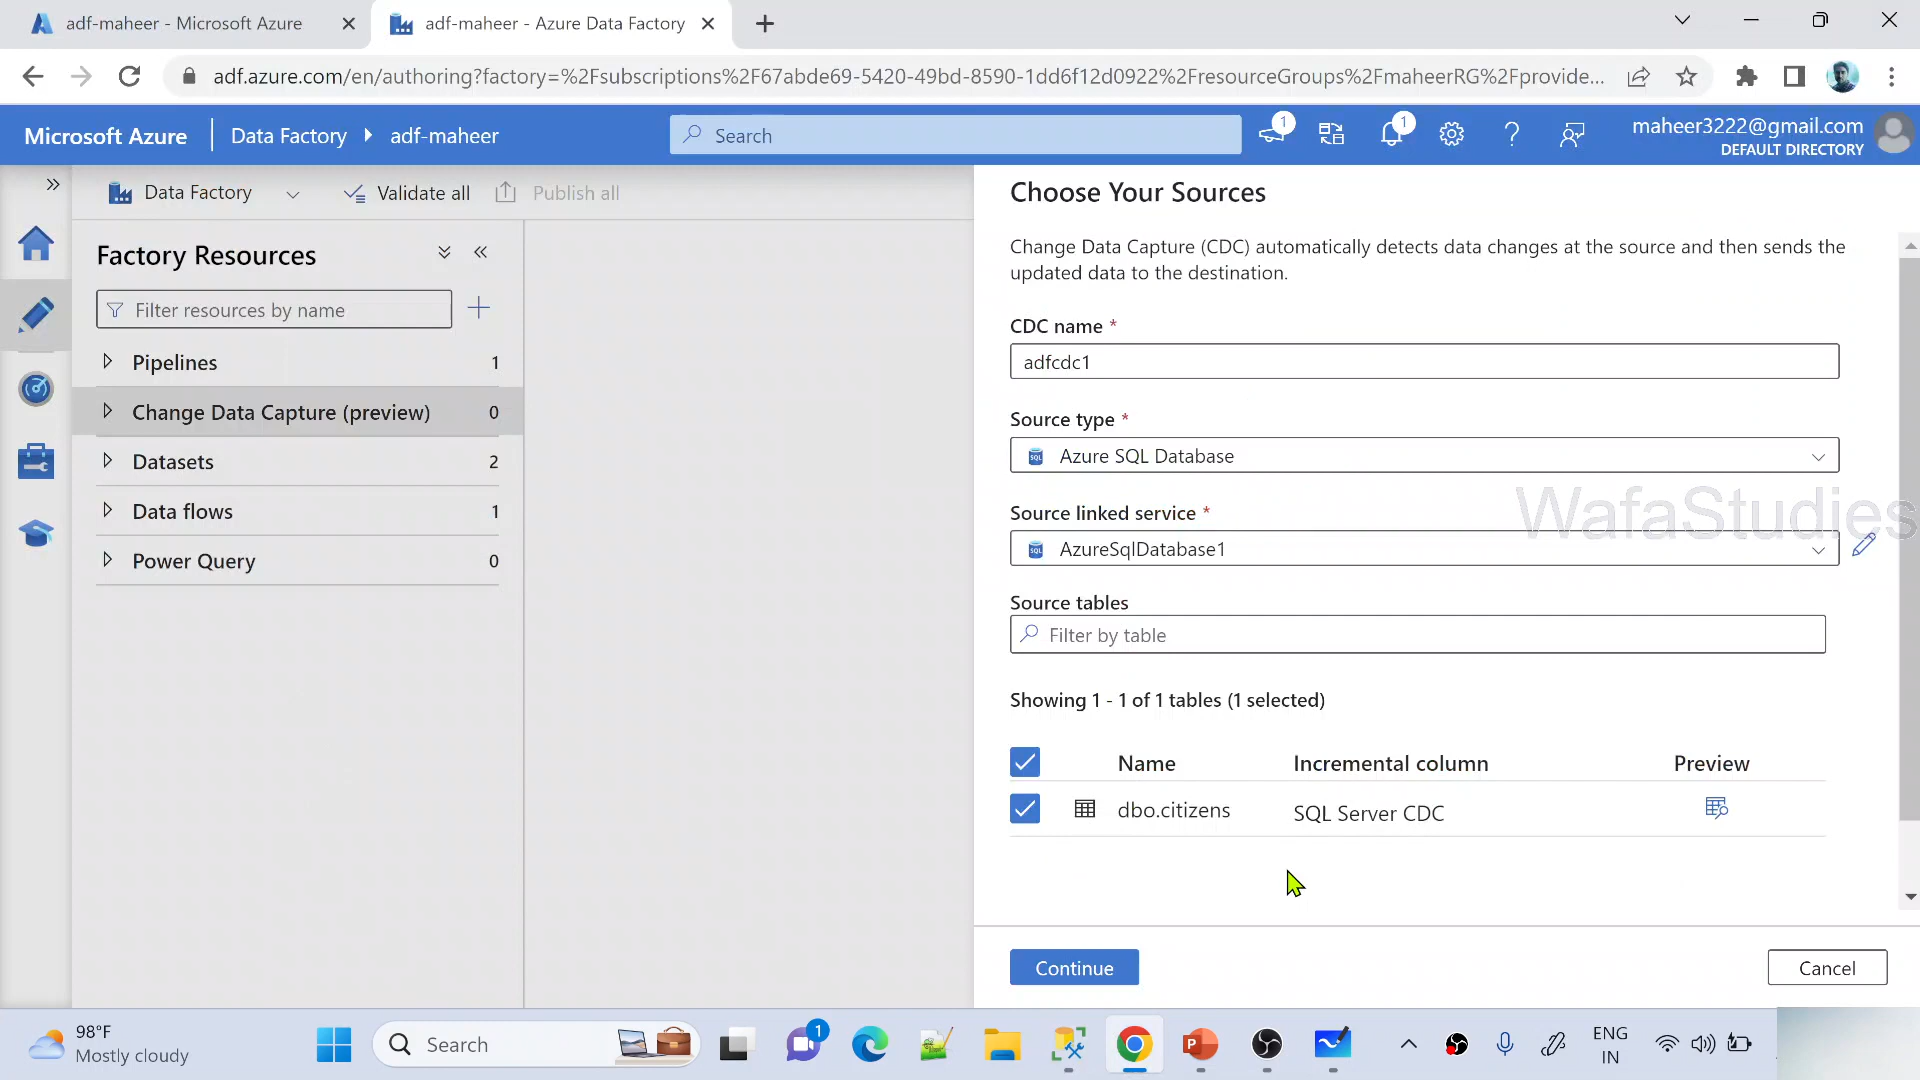 adf-maheer - Microsoft Azure
adf-maheer - Azure Data Factory
adf.azure.com/en/authoring?factory=%2Fsubscriptions%2F67abde69-5420-49bd-8590-1dd6f12d0922%2FresourceGroups%2FmaheerRG%2Fprovide...
Microsoft Azure
Data Factory
adf-maheer
Search
1
1
maheer3222@gmail.com
DEFAULT DIRECTORY
Data Factory
Validate all
Publish all
Factory Resources
Filter resources by name
Pipelines 1
Change Data Capture (preview) 0
Datasets 2
Data flows 1
Power Query 0
Choose Your Sources
Change Data Capture (CDC) automatically detects data changes at the source and then sends the
updated data to the destination.
CDC name *
adfcdc1
Source type *
SQL Azure SQL Database
WafaStudies
Source linked service *
SQL AzureSqlDatabase1
Source tables
Filter by table
Showing 1 - 1 of 1 tables (1 selected)
Name Incremental column Preview
dbo.citizens SQL Server CDC
Continue
Cancel
98°F
Mostly cloudy
Search
1
P
ENG
IN